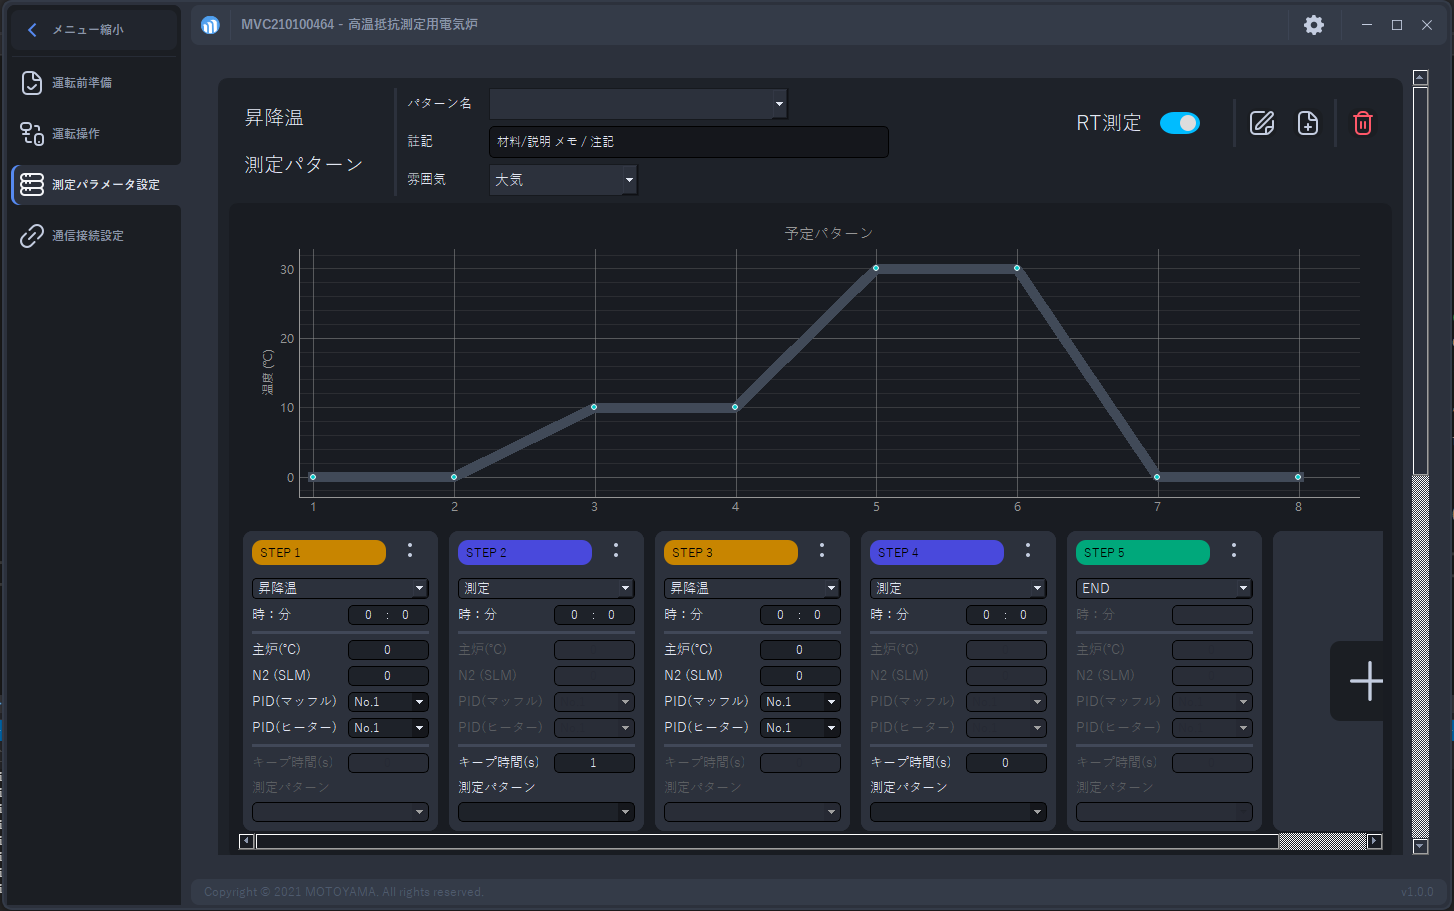 メニュー縮小
MVC210100464 - 高温抵抗測定用電気炉
運転前準備
運転操作
測定パラメータ設定
通信接続設定
昇降温
測定パターン
パターン名
註記
材料/説明 メモ / 注記
雰囲気
大気
RT測定
予定パターン
温度 (℃)
30
20
10
0
1 2 3 4 5 6 7 8
STEP 1
昇降温
時：分 0 : 0
主炉(°C) 0
N2 (SLM) 0
PID(マッフル) No.1
PID(ヒーター) No.1
キープ時間(s)
測定パターン
STEP 2
測定
時：分 0 : 0
主炉(°C)
N2 (SLM)
PID(マッフル)
PID(ヒーター)
キープ時間(s) 1
測定パターン
STEP 3
昇降温
時：分 0 : 0
主炉(°C) 0
N2 (SLM) 0
PID(マッフル) No.1
PID(ヒーター) No.1
キープ時間(s)
測定パターン
STEP 4
測定
時：分 0 : 0
主炉(°C)
N2 (SLM)
PID(マッフル)
PID(ヒーター)
キープ時間(s) 0
測定パターン
STEP 5
END
時：分
主炉(°C)
N2 (SLM)
PID(マッフル)
PID(ヒーター)
キープ時間(s)
測定パターン
Copyright © 2021 MOTOYAMA. All rights reserved.
v1.0.0